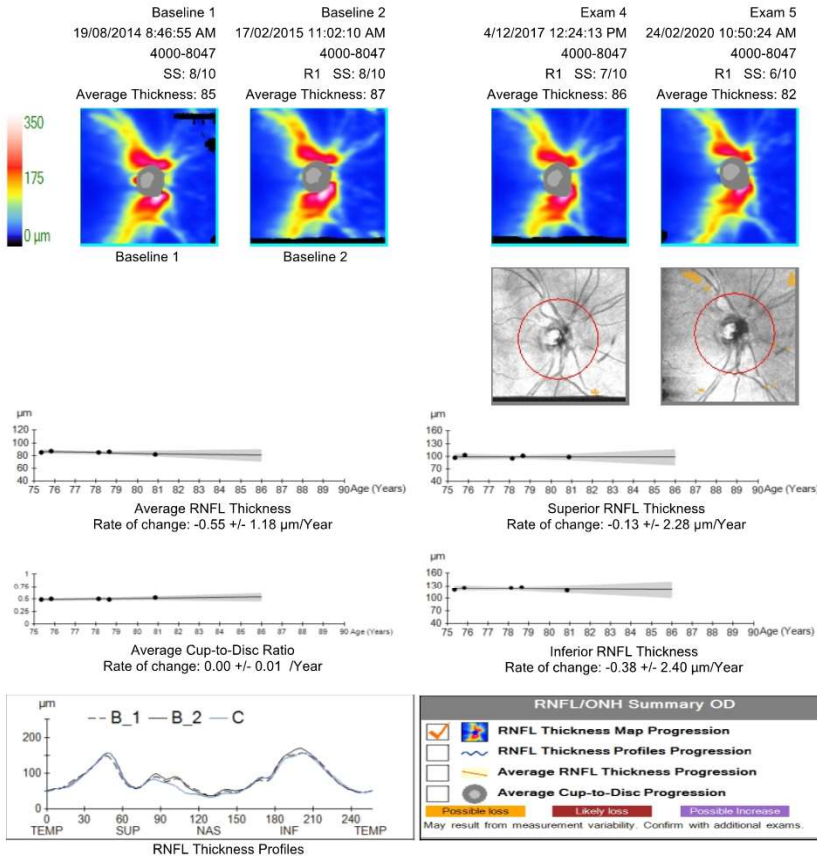 Baseline 1
19/08/2014 8:46:55 AM
4000-8047
SS: 8/10
Average Thickness: 85
Baseline 2
17/02/2015 11:02:10 AM
4000-8047
R1 SS: 8/10
Average Thickness: 87
Exam 4
4/12/2017 12:24:13 PM
4000-8047
R1 SS: 7/10
Average Thickness: 86
Exam 5
24/02/2020 10:50:24 AM
4000-8047
R1 SS: 6/10
Average Thickness: 82
350
175
0 µm
Baseline 1
Baseline 2
µm
120
100
80
60
40
75 76 77 78 79 80 81 82 83 84 85 86 87 88 89 90 Age (Years)
Average RNFL Thickness
Rate of change: -0.55 +/- 1.18 µm/Year
µm
160
130
100
70
40
75 76 77 78 79 80 81 82 83 84 85 86 87 88 89 90 Age (Years)
Superior RNFL Thickness
Rate of change: -0.13 +/- 2.28 µm/Year
1
0.75
0.5
0.25
0
75 76 77 78 79 80 81 82 83 84 85 86 87 88 89 90 Age (Years)
Average Cup-to-Disc Ratio
Rate of change: 0.00 +/- 0.01 /Year
µm
160
130
100
70
40
75 76 77 78 79 80 81 82 83 84 85 86 87 88 89 90 Age (Years)
Inferior RNFL Thickness
Rate of change: -0.38 +/- 2.40 µm/Year
µm
B_1 B_2 C
200
100
0
0 30 60 90 120 150 180 210 240
TEMP SUP NAS INF TEMP
RNFL Thickness Profiles
RNFL/ONH Summary OD
RNFL Thickness Map Progression
RNFL Thickness Profiles Progression
Average RNFL Thickness Progression
Average Cup-to-Disc Progression
Possible loss Likely loss Possible Increase
May result from measurement variability. Confirm with additional exams.